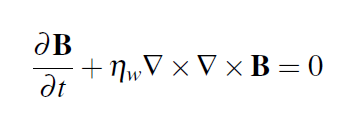 ∂𝐁/∂t + η_w ∇ × ∇ × 𝐁 = 0